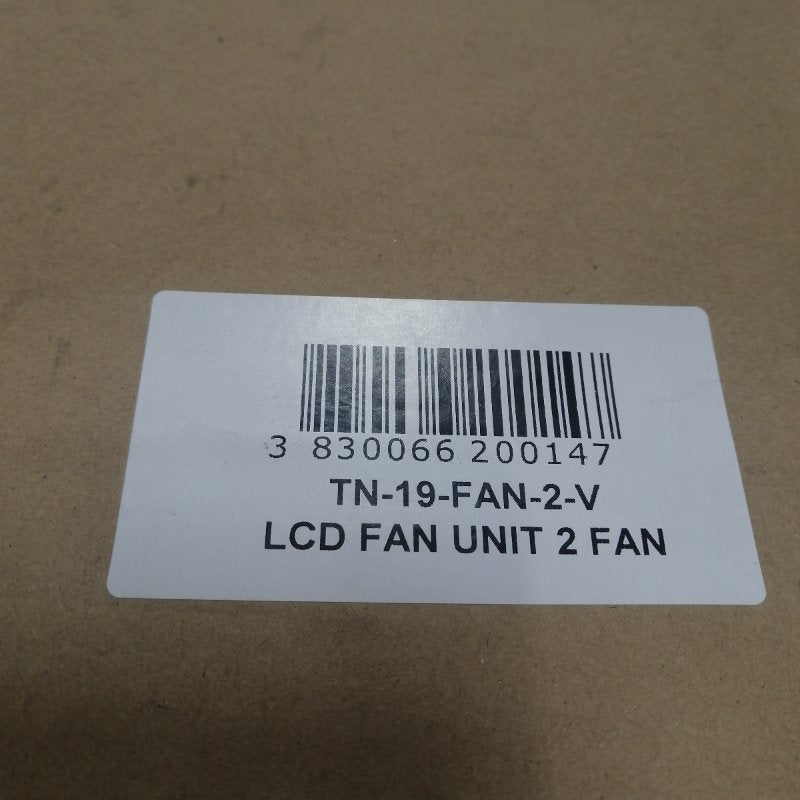 3 830066 200147
TN-19-FAN-2-V
LCD FAN UNIT 2 FAN